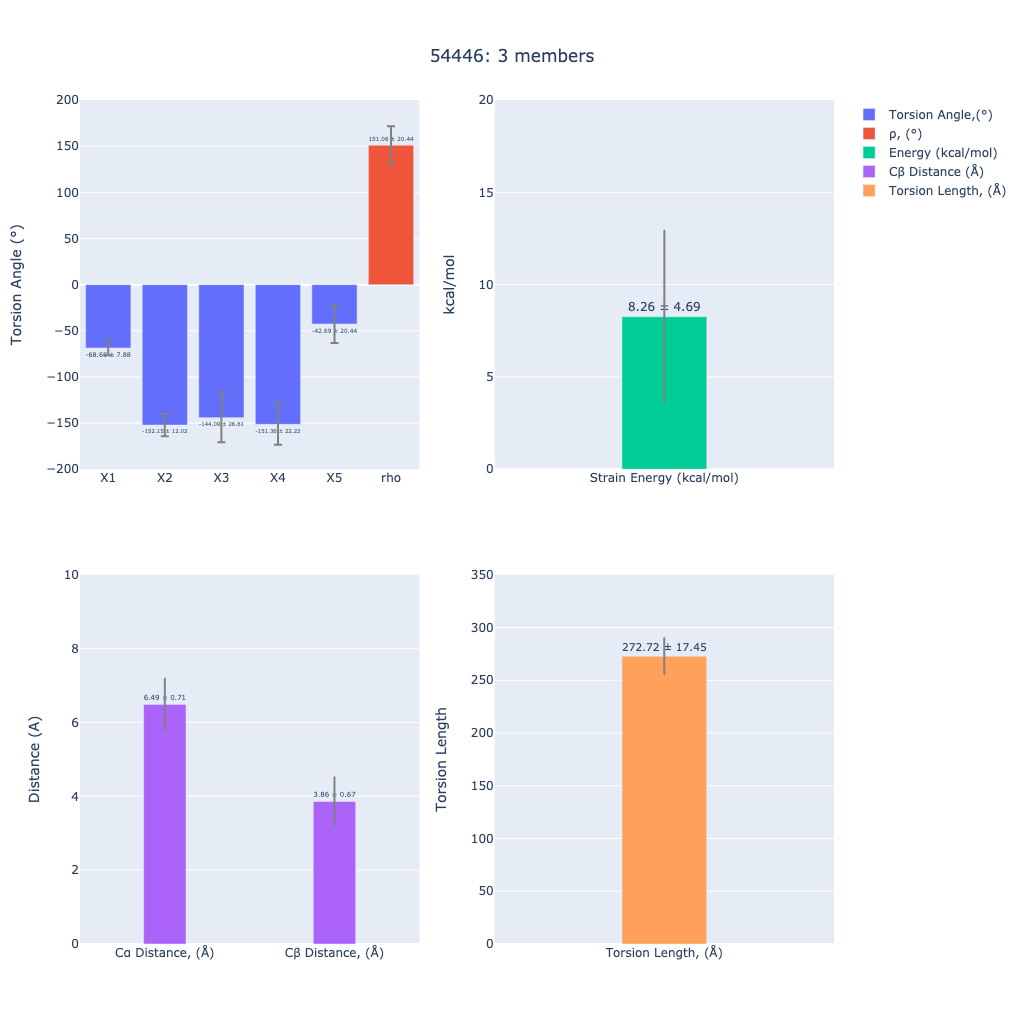 54446: 3 members
Torsion Angle (°)
200
150
100
50
0
−50
−100
−150
−200
-68.68 ± 7.88
-152.15 ± 12.02
-144.09 ± 26.61
-151.36 ± 22.22
-42.69 ± 20.44
151.06 ± 20.44
X1 X2 X3 X4 X5 rho
kcal/mol
20
15
10
5
0
8.26 ± 4.69
Strain Energy (kcal/mol)
Torsion Angle,(°)
ρ, (°)
Energy (kcal/mol)
Cβ Distance (Å)
Torsion Length, (Å)
Distance (A)
10
8
6
4
2
0
6.49 ± 0.71
3.86 ± 0.67
Cα Distance, (Å) Cβ Distance, (Å)
Torsion Length
350
300
250
200
150
100
50
0
272.72 ± 17.45
Torsion Length, (Å)